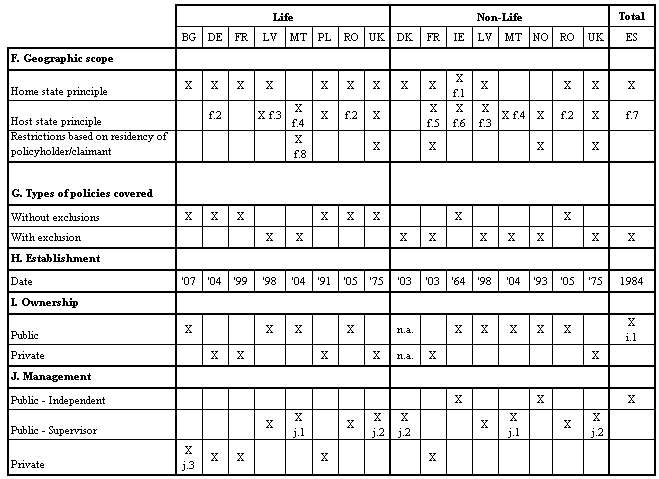 Life Non-Life Total
BG DE FR LV MT PL RO UK DK FR IE LV MT NO RO UK ES
F. Geographic scope
Home state principle X X X X X X X X X X f.1 X X X X
Host state principle f.2 X f.3 X f.4 X f.2 X X f.5 X f.6 X f.3 X f.4 X f.2 X f.7
Restrictions based on residency of
policyholder/claimant X f.8 X X X X
G. Types of policies covered
Without exclusions X X X X X X X X
With exclusion X X X X X X X X X
H. Establishment
Date '07 '04 '99 '98 '04 '91 '05 '75 '03 '03 '64 '98 '04 '93 '05 '75 1984
I. Ownership
Public X X X X n.a. X X X X X X i.1
Private X X X X n.a. X X
J. Management
Public - Independent X X X
Public - Supervisor X X j.1 X X j.2 X j.2 X X j.1 X X j.2
Private X j.3 X X X X